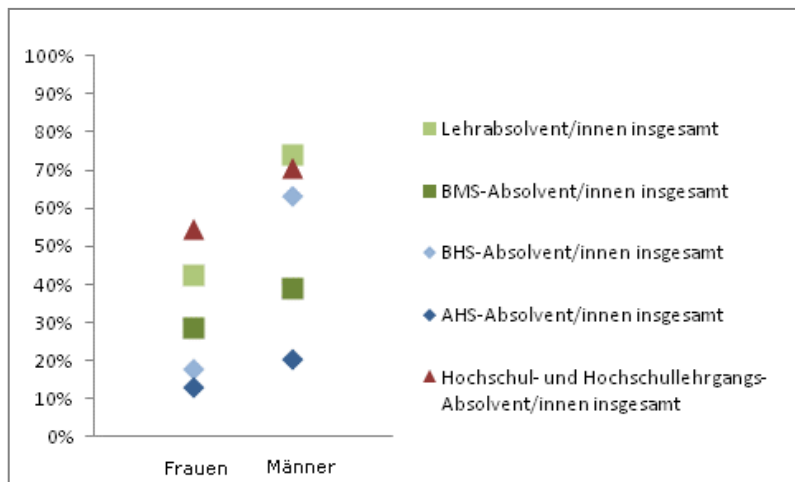 100%
90%
80%
70%
60%
50%
40%
30%
20%
10%
0%
Frauen Männer
Lehrabsolvent/innen insgesamt
BMS-Absolvent/innen insgesamt
BHS-Absolvent/innen insgesamt
AHS-Absolvent/innen insgesamt
Hochschul- und Hochschullehrgangs-
Absolvent/innen insgesamt